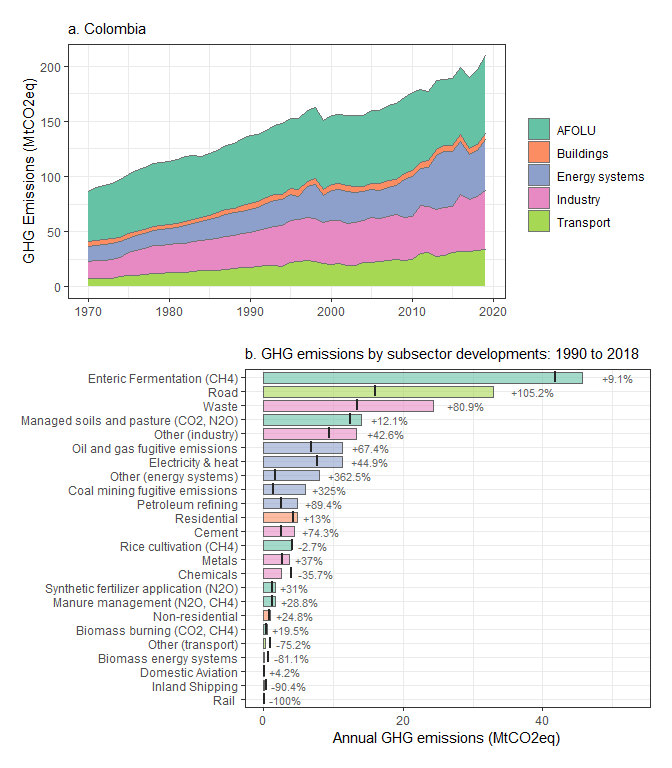 a. Colombia
GHG Emissions (MtCO2eq)
200
150
100
50
0
1970
1980
1990
2000
2010
2020
AFOLU
Buildings
Energy systems
Industry
Transport
b. GHG emissions by subsector developments: 1990 to 2018
Enteric Fermentation (CH4) +9.1%
Road +105.2%
Waste +80.9%
Managed soils and pasture (CO2, N2O) +12.1%
Other (industry) +42.6%
Oil and gas fugitive emissions +67.4%
Electricity & heat +44.9%
Other (energy systems) +362.5%
Coal mining fugitive emissions +325%
Petroleum refining +89.4%
Residential +13%
Cement +74.3%
Rice cultivation (CH4) -2.7%
Metals +37%
Chemicals -35.7%
Synthetic fertilizer application (N2O) +31%
Manure management (N2O, CH4) +28.8%
Non-residential +24.8%
Biomass burning (CO2, CH4) +19.5%
Other (transport) -75.2%
Biomass energy systems -81.1%
Domestic Aviation +4.2%
Inland Shipping -90.4%
Rail -100%
0
20
40
Annual GHG emissions (MtCO2eq)